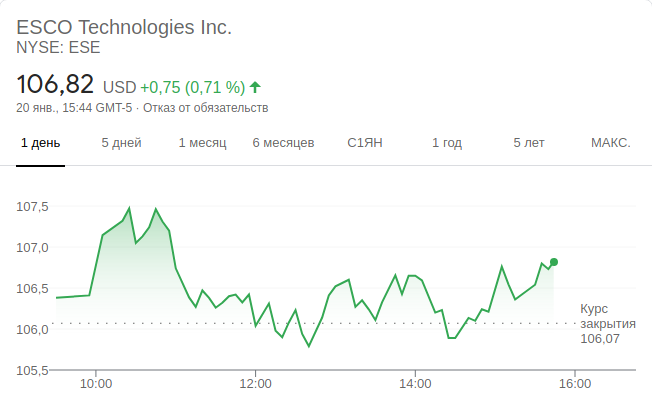 ESCO Technologies Inc.
NYSE: ESE
106,82 USD +0,75 (0,71 %)
20 янв., 15:44 GMT-5 · Отказ от обязательств
1 день 5 дней 1 месяц 6 месяцев С1ЯН 1 год 5 лет МАКС.
107,5
107,0
106,5
106,0
105,5
Курс
закрытия
106,07
10:00 12:00 14:00 16:00